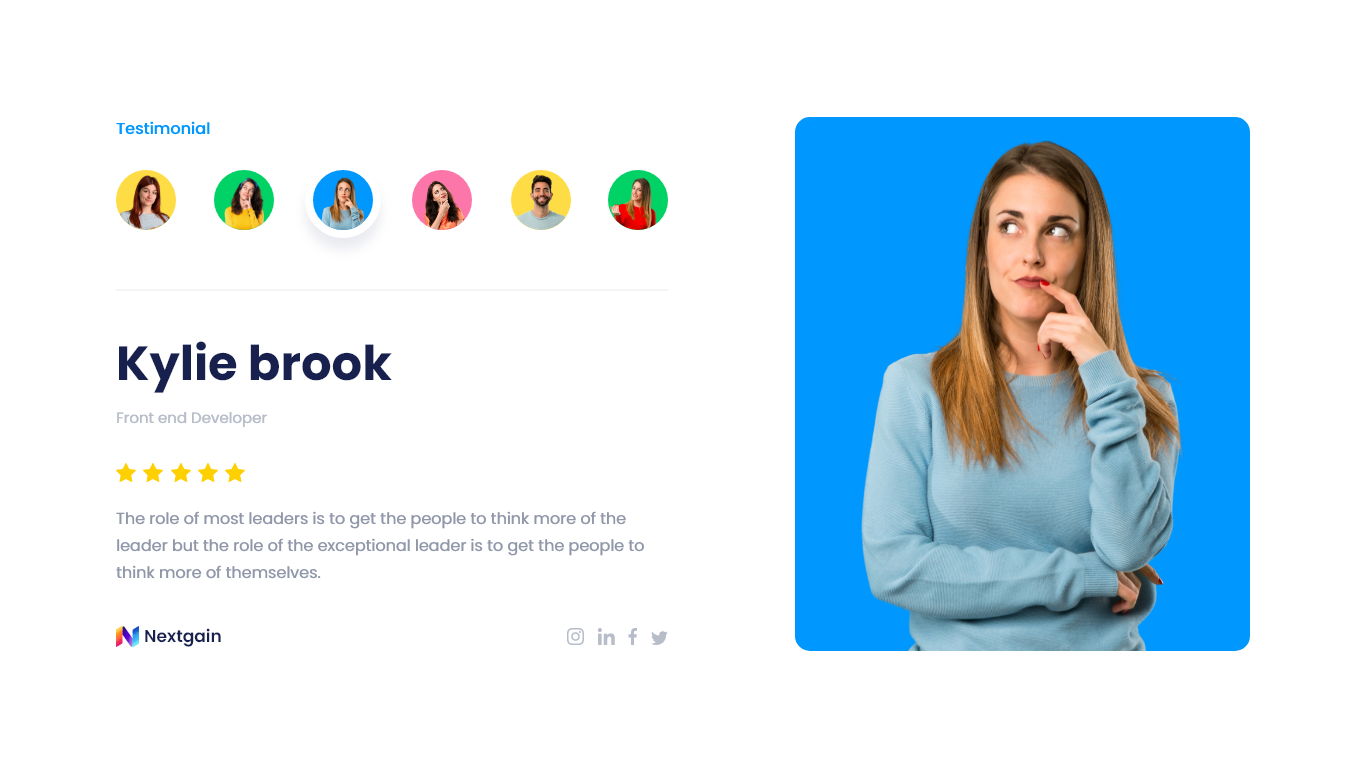 Testimonial
Kylie brook
Front end Developer
The role of most leaders is to get the people to think more of the
leader but the role of the exceptional leader is to get the people to
think more of themselves.
Nextgain